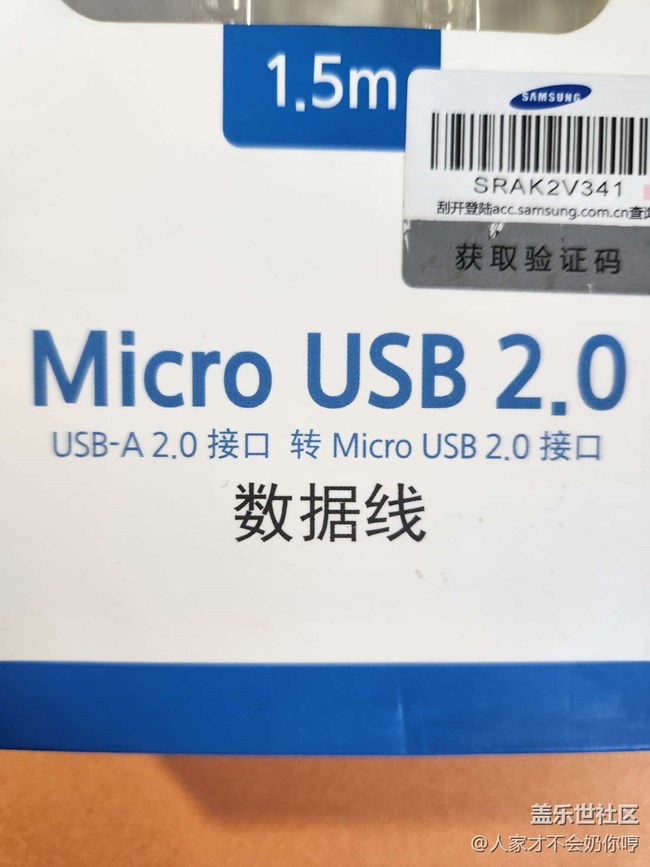 1.5m
SAMSUNG
SRAK2V341
刮开登陆acc.samsung.com.cn查询
获取验证码
Micro USB 2.0
USB-A 2.0 接口 转 Micro USB 2.0 接口
数据线
盖乐世社区
@人家才不会奶你哼